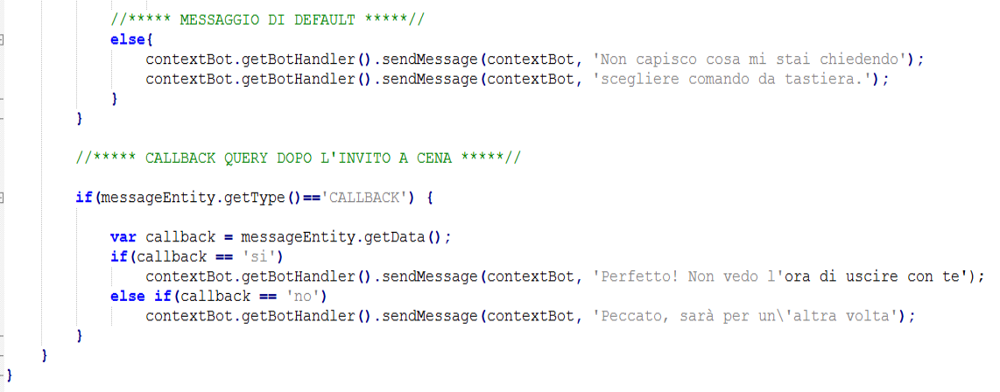 //***** MESSAGGIO DI DEFAULT *****//
else{
contextBot.getBotHandler().sendMessage(contextBot, 'Non capisco cosa mi stai chiedendo');
contextBot.getBotHandler().sendMessage(contextBot, 'scegliere comando da tastiera.');
}
}
//***** CALLBACK QUERY DOPO L'INVITO A CENA *****//
if(messageEntity.getType()=='CALLBACK') {
var callback = messageEntity.getData();
if(callback == 'si')
contextBot.getBotHandler().sendMessage(contextBot, 'Perfetto! Non vedo l'ora di uscire con te');
else if(callback == 'no')
contextBot.getBotHandler().sendMessage(contextBot, 'Peccato, sarà per un\'altra volta');
}
}
}